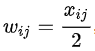 w_{ij} = \frac{x_{ij}}{2},